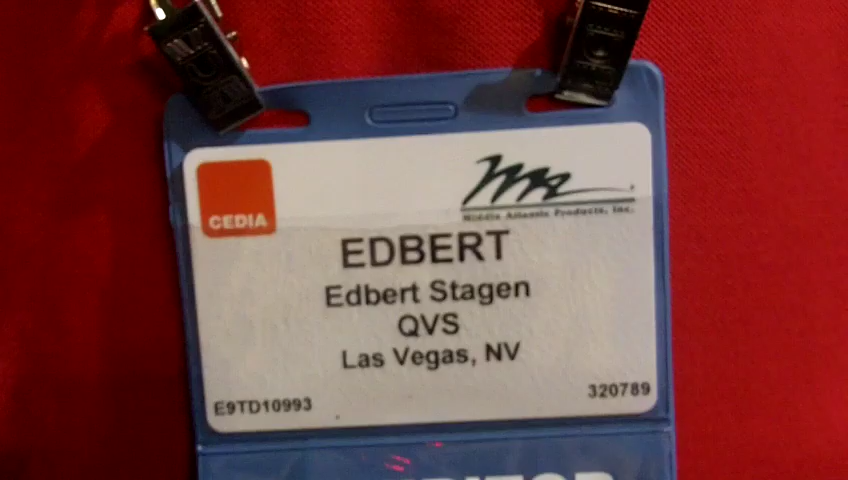 CEDIA
Middle Atlantic Products, Inc.
EDBERT
Edbert Stagen
QVS
Las Vegas, NV
E9TD10993
320789